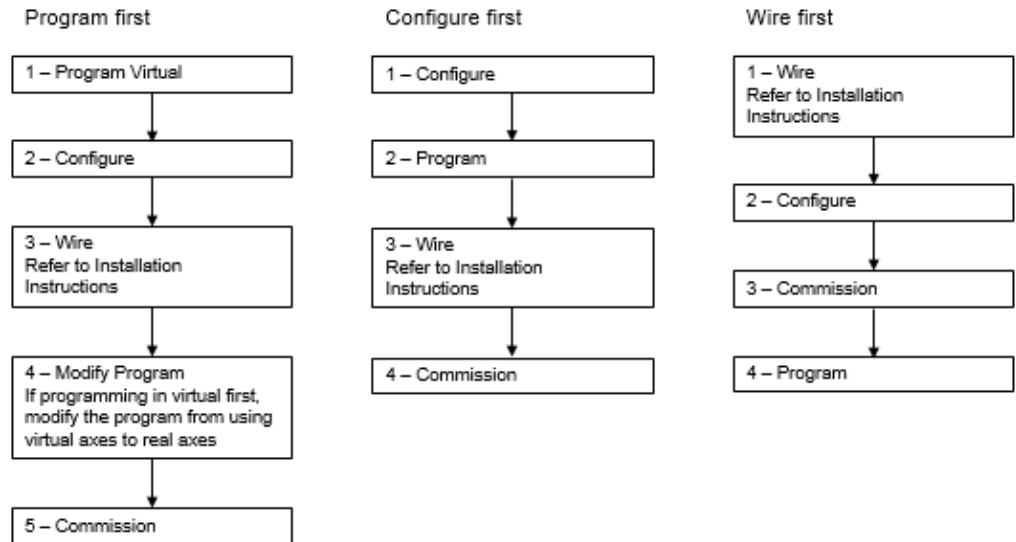 Program first
1 – Program Virtual
2 – Configure
3 – Wire
Refer to Installation
Instructions
4 – Modify Program
If programming in virtual first,
modify the program from using
virtual axes to real axes
5 – Commission
Configure first
1 – Configure
2 – Program
3 – Wire
Refer to Installation
Instructions
4 – Commission
Wire first
1 – Wire
Refer to Installation
Instructions
2 – Configure
3 – Commission
4 – Program